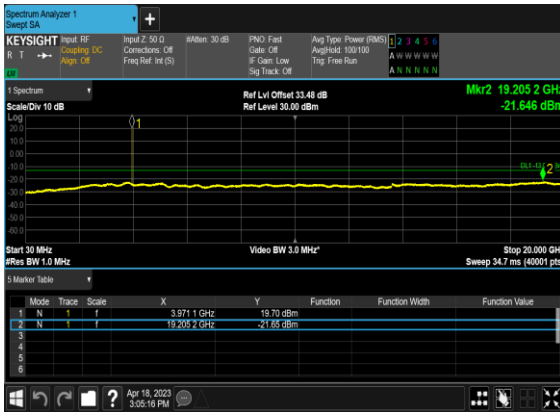 Spectrum Analyzer 1
Swept SA
KEYSIGHT
R T
LXI
Input: RF
Coupling: DC
Align: Off
Input Z: 50 Ω
Corrections: Off
Freq Ref: Int (S)
#Atten: 30 dB
PNO: Fast
Gate: Off
IF Gain: Low
Sig Track: Off
Avg Type: Power (RMS)
Avg|Hold: 100/100
Trig: Free Run
1 2 3 4 5 6
A W W W W W
A N N N N N
1 Spectrum
Scale/Div 10 dB
Ref Lvl Offset 33.48 dB
Ref Level 30.00 dBm
Mkr2 19.205 2 GHz
-21.646 dBm
Log
20.0
10.0
0.00
-10.0
-20.0
-30.0
-40.0
-50.0
-60.0
1
2
Start 30 MHz
#Res BW 1.0 MHz
Video BW 3.0 MHz*
Stop 20.000 GHz
Sweep 34.7 ms (40001 pts)
5 Marker Table
Mode Trace Scale X Y Function Function Width Function Value
1 N 1 f 3.971 1 GHz 19.70 dBm
2 N 1 f 19.205 2 GHz -21.65 dBm
3
4
5
6
Apr 18, 2023
3:05:16 PM